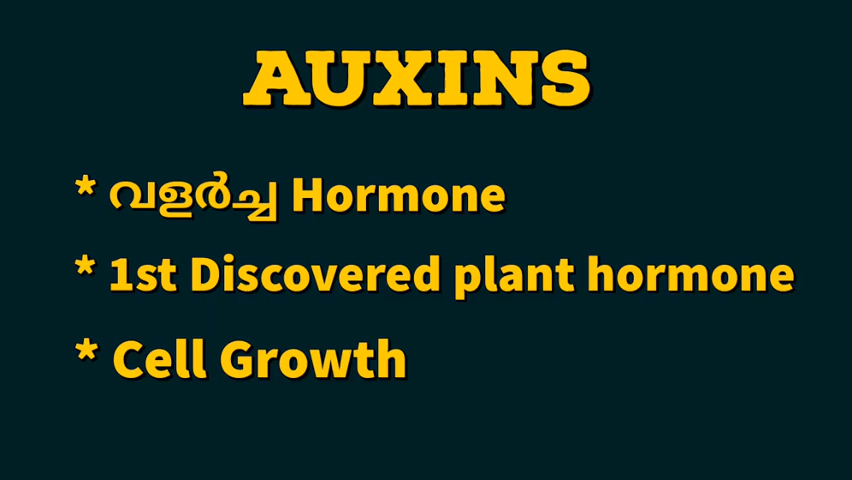 AUXINS
* വളർച്ച Hormone
* 1st Discovered plant hormone
* Cell Growth